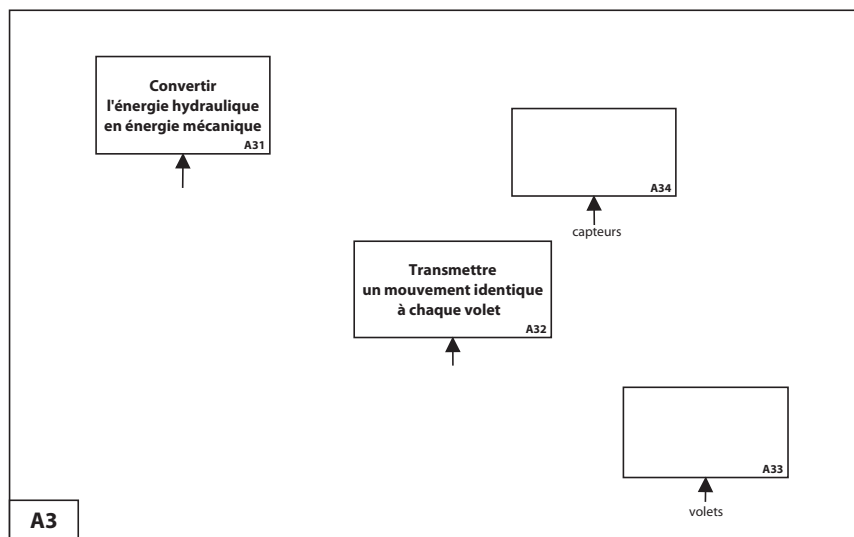 Convertir
l'énergie hydraulique
en énergie mécanique
A31
A34
capteurs
Transmettre
un mouvement identique
à chaque volet
A32
A33
volets
A3